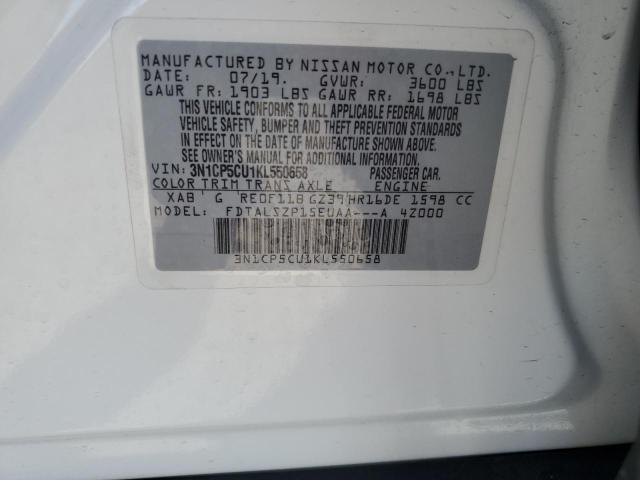 MANUFACTURED BY NISSAN MOTOR CO., LTD.
DATE: 07/19. GVWR: 3600 LBS
GAWR FR: 1903 LBS GAWR RR: 1698 LBS
THIS VEHICLE CONFORMS TO ALL APPLICABLE FEDERAL MOTOR
VEHICLE SAFETY, BUMPER AND THEFT PREVENTION STANDARDS
IN EFFECT ON THE DATE OF MANUFACTURE SHOWN ABOVE.
SEE OWNER'S MANUAL FOR ADDITIONAL INFORMATION.
VIN: 3N1CP5CU1KL550658 PASSENGER CAR.
COLOR TRIM TRANS AXLE ENGINE
XAB G RE0F11B GZ39 HR16DE 1598 CC
MODEL: FDTALSZP15EUAA---A 4Z000
3N1CP5CU1KL550658